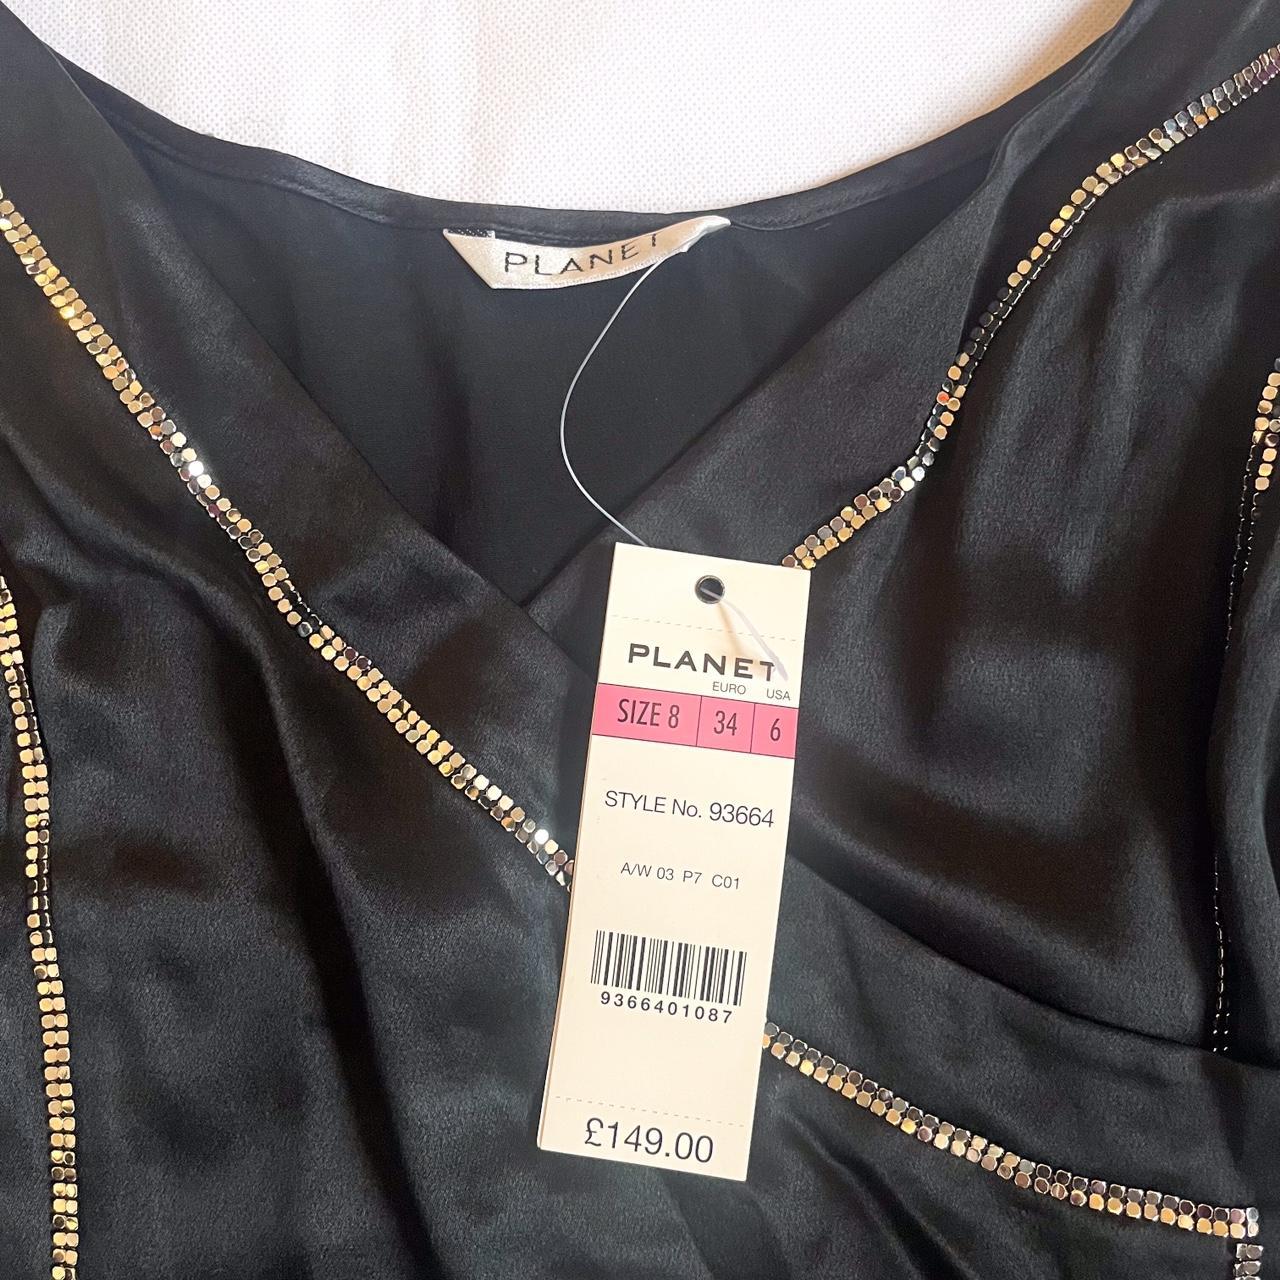 PLANET
PLANET
EURO USA
SIZE 8 34 6
STYLE No. 93664
A/W 03 P7 C01
9366401087
£149.00